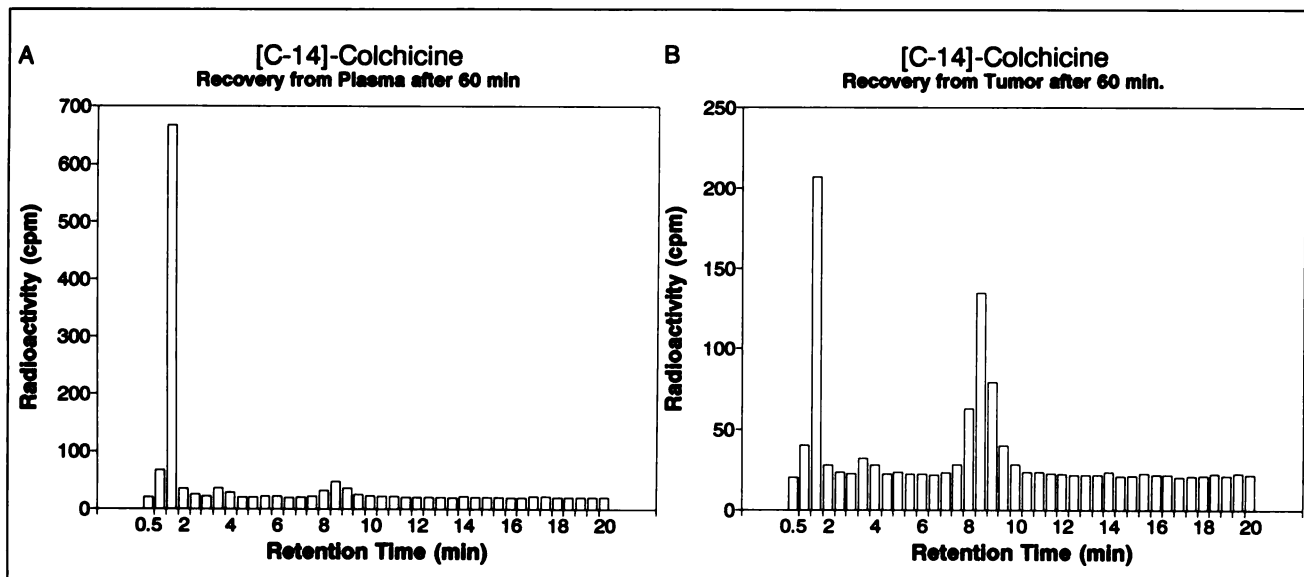 A
[C-14]-Colchicine
Recovery from Plasma after 60 min
700
600
500
400
300
200
100
0
Radioactivity (cpm)
0.5 2 4 6 8 10 12 14 16 18 20
Retention Time (min)
B
[C-14]-Colchicine
Recovery from Tumor after 60 min.
250
200
150
100
50
0
Radioactivity (cpm)
0.5 2 4 6 8 10 12 14 16 18 20
Retention Time (min)